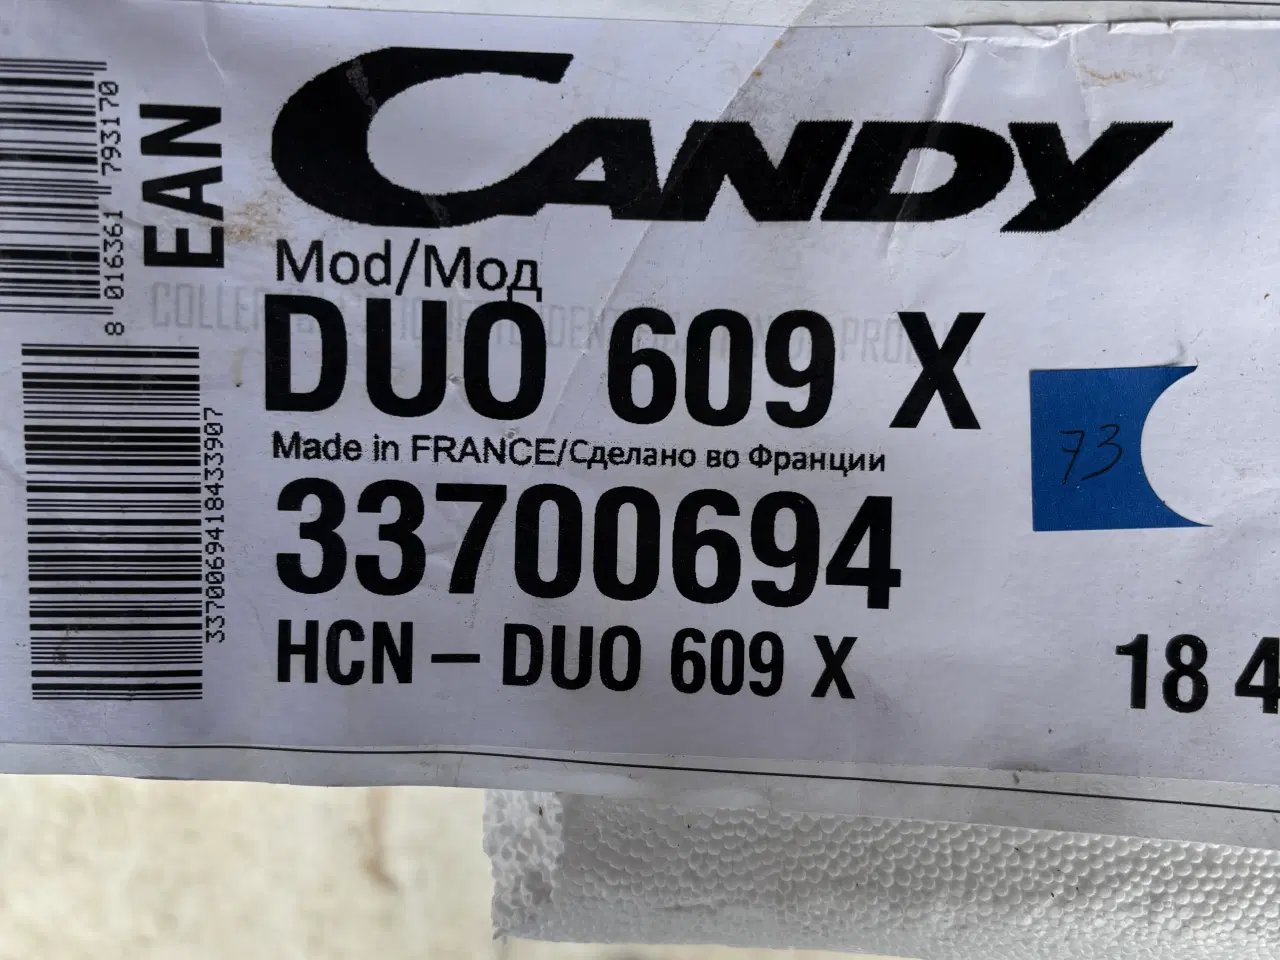 CANDY
EAN
8 016361 793170
Mod/Мод
DUO 609 X
Made in FRANCE/Сделано во Франции
33700694
HCN – DUO 609 X
3370069418433907
73
18 4